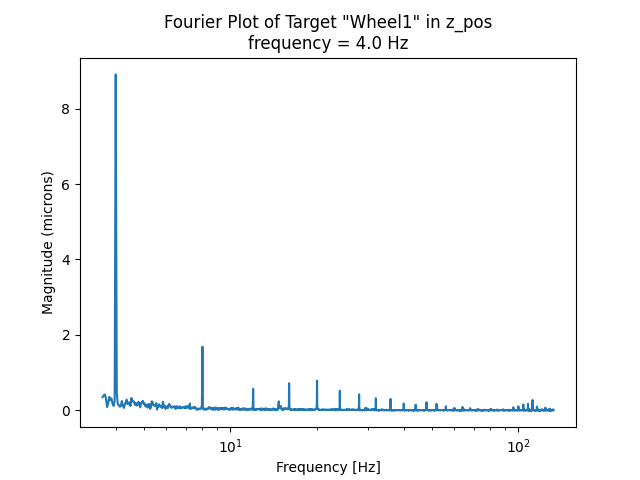 Fourier Plot of Target "Wheel1" in z_pos
frequency = 4.0 Hz
8
6
4
2
0
Magnitude (microns)
10¹
10²
Frequency [Hz]